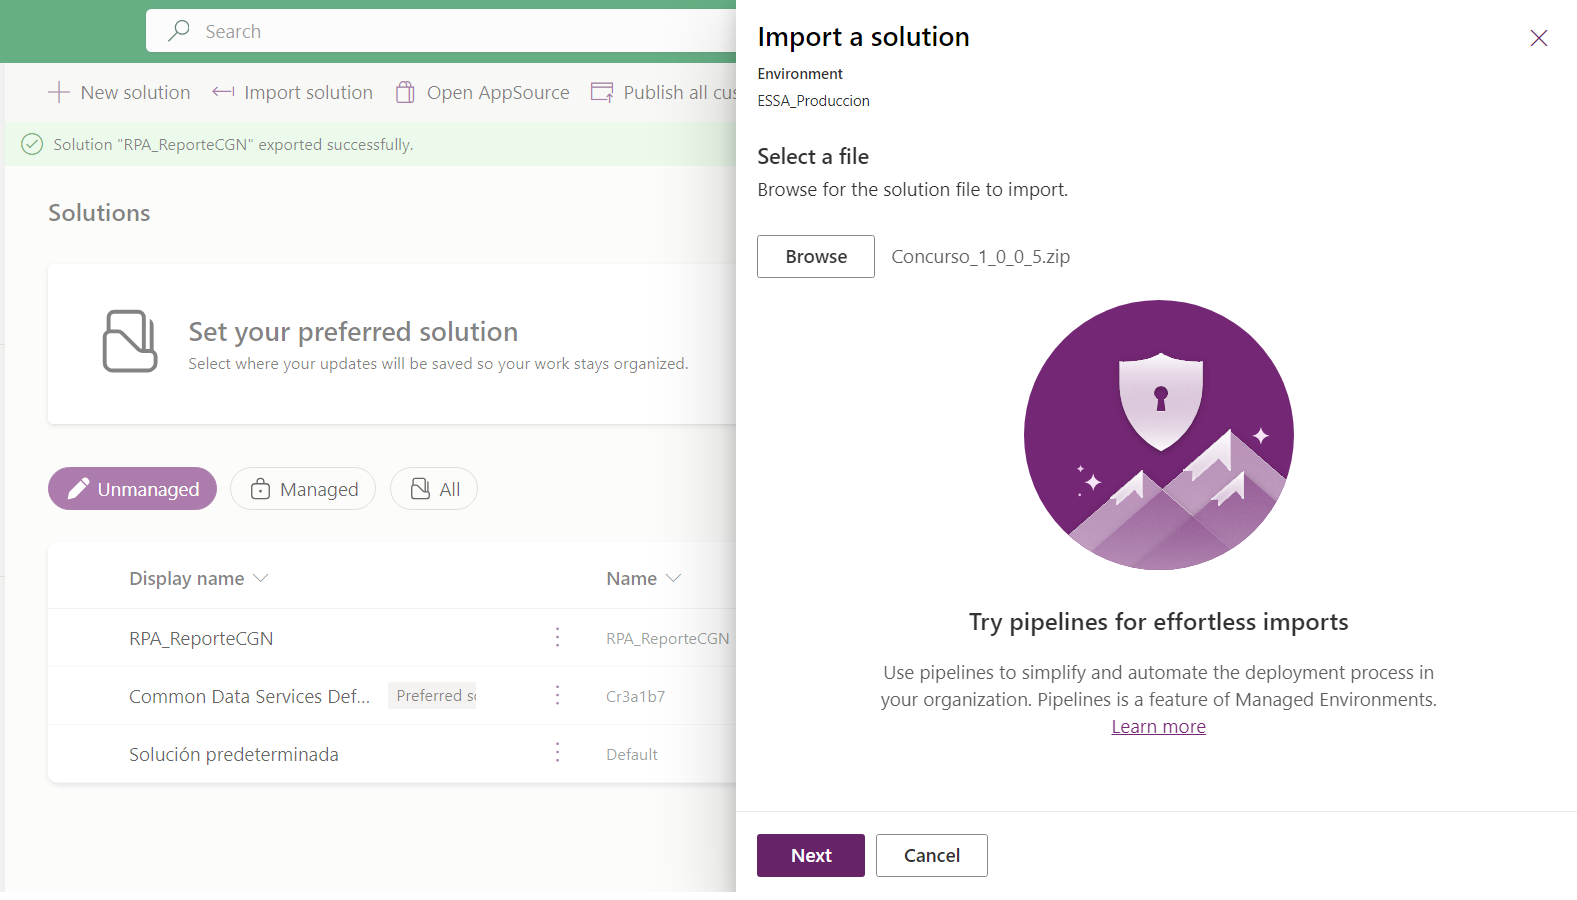 Search
New solution
Import solution
Open AppSource
Publish all cus
Solution "RPA_ReporteCGN" exported successfully.
Solutions
Set your preferred solution
Select where your updates will be saved so your work stays organized.
Unmanaged
Managed
All
Display name
Name
RPA_ReporteCGN
RPA_ReporteCGN
Common Data Services Def...
Preferred so
Cr3a1b7
Solución predeterminada
Default
Import a solution
Environment
ESSA_Produccion
Select a file
Browse for the solution file to import.
Browse
Concurso_1_0_0_5.zip
Try pipelines for effortless imports
Use pipelines to simplify and automate the deployment process in
your organization. Pipelines is a feature of Managed Environments.
Learn more
Next
Cancel